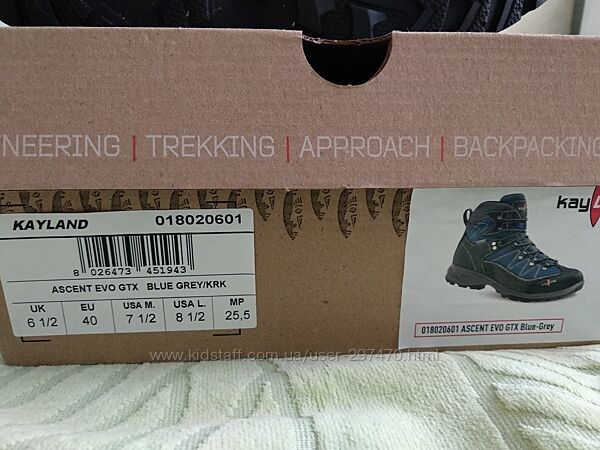 NEERING | TREKKING | APPROACH | BACKPACKING
KAYLAND 018020601
8 026473 451943
ASCENT EVO GTX BLUE GREY/KRK
UK EU USA M. USA L. MP
6 1/2 40 7 1/2 8 1/2 25,5
kayl
018020601 ASCENT EVO GTX Blue-Grey
www.kidstaff.com.ua/user-297470.html